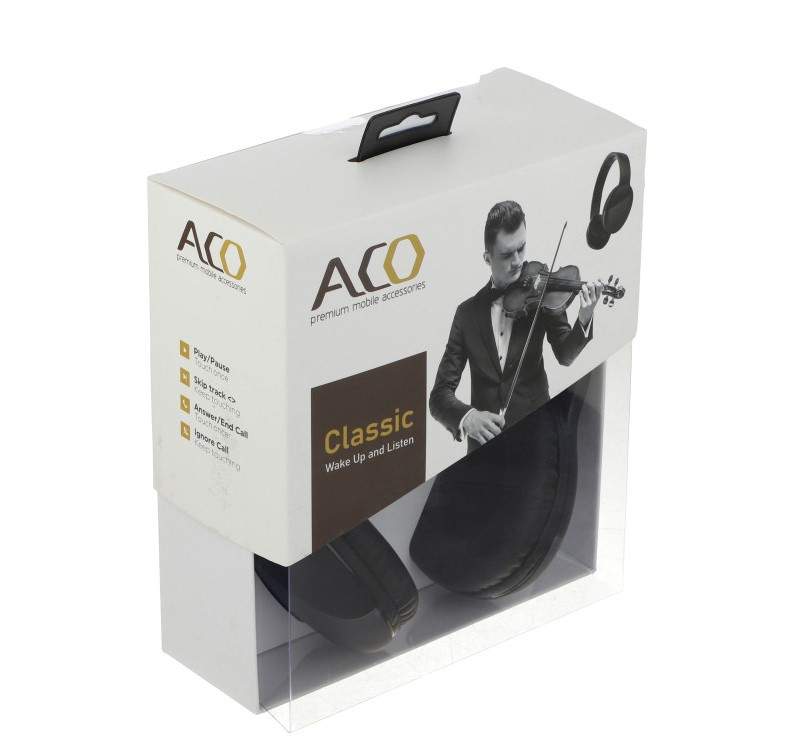 ACO
premium mobile accessories
Play/Pause
Touch once
Skip track <>
Keep touching
Answer/End Call
Touch once
Ignore Call
Keep touching
ACO
premium mobile accessories
Classic
Wake Up and Listen